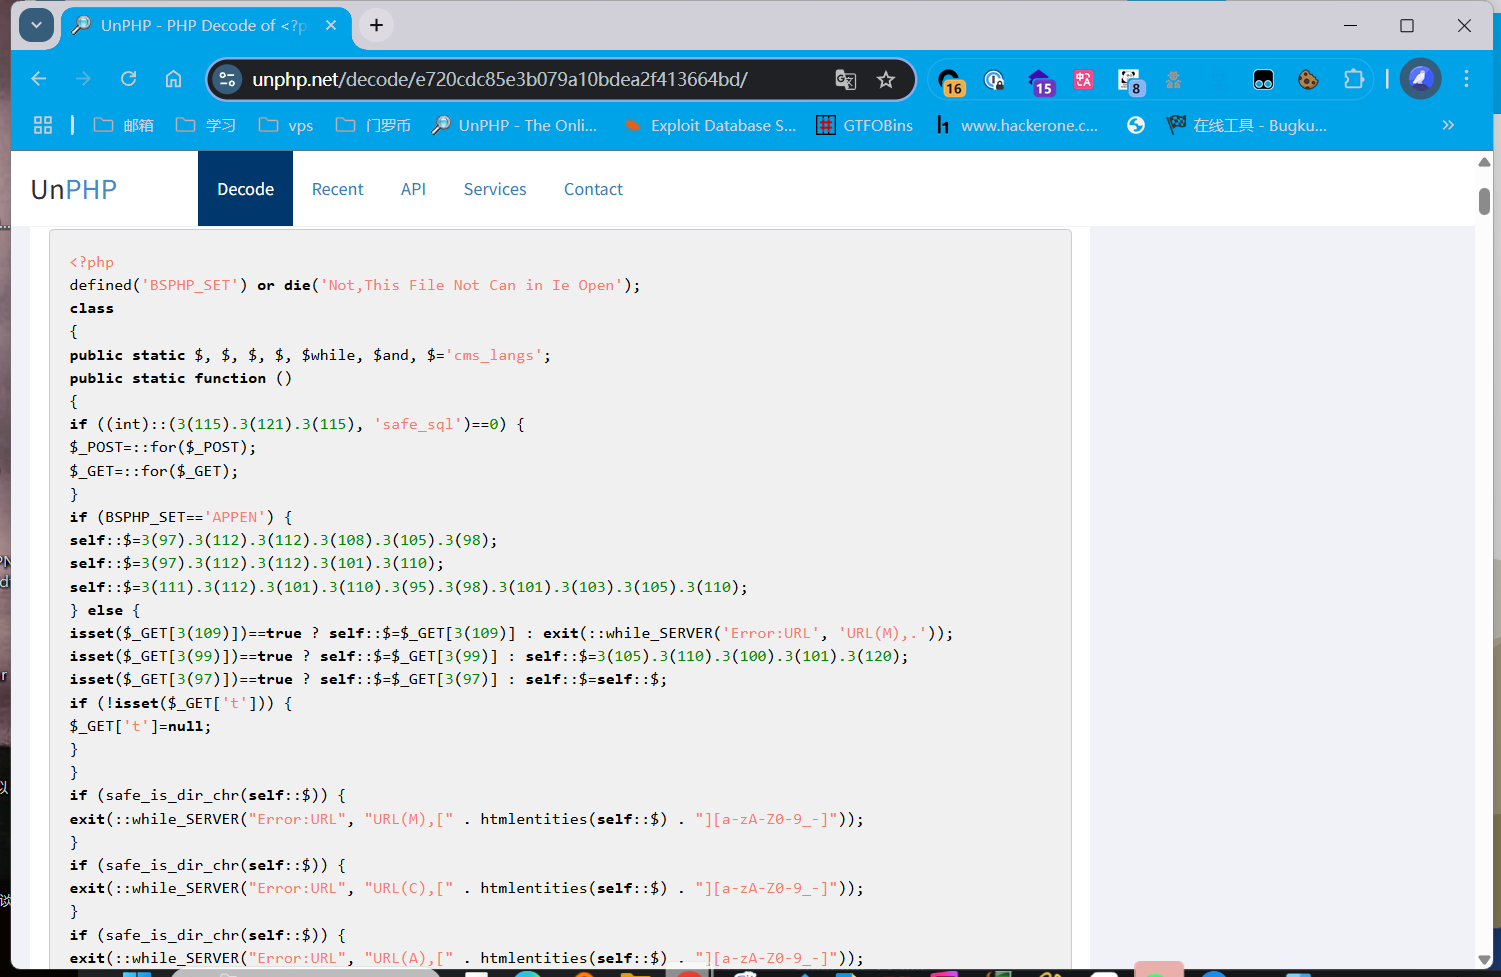 UnPHP - PHP Decode of <?p
unphp.net/decode/e720cdc85e3b079a10bdea2f413664bd/
16
15
8
邮箱
学习
vps
门罗币
UnPHP - The Onli...
Exploit Database S...
GTFOBins
www.hackerone.c...
在线工具 - Bugku...
UnPHP
Decode
Recent
API
Services
Contact
<?php
defined('BSPHP_SET') or die('Not,This File Not Can in Ie Open');
class
{
public static $, $, $, $, $while, $and, $='cms_langs';
public static function ()
{
if ((int)::(3(115).3(121).3(115), 'safe_sql')==0) {
$_POST=::for($_POST);
$_GET=::for($_GET);
}
if (BSPHP_SET=='APPEN') {
self::$=3(97).3(112).3(112).3(108).3(105).3(98);
self::$=3(97).3(112).3(112).3(101).3(110);
self::$=3(111).3(112).3(101).3(110).3(95).3(98).3(101).3(103).3(105).3(110);
} else {
isset($_GET[3(109)])==true ? self::$=$_GET[3(109)] : exit(::while_SERVER('Error:URL', 'URL(M),.'));
isset($_GET[3(99)])==true ? self::$=$_GET[3(99)] : self::$=3(105).3(110).3(100).3(101).3(120);
isset($_GET[3(97)])==true ? self::$=$_GET[3(97)] : self::$=self::$;
if (!isset($_GET['t'])) {
$_GET['t']=null;
}
}
if (safe_is_dir_chr(self::$)) {
exit(::while_SERVER("Error:URL", "URL(M),[" . htmlentities(self::$) . "][a-zA-Z0-9_-]"));
}
if (safe_is_dir_chr(self::$)) {
exit(::while_SERVER("Error:URL", "URL(C),[" . htmlentities(self::$) . "][a-zA-Z0-9_-]"));
}
if (safe_is_dir_chr(self::$)) {
exit(::while_SERVER("Error:URL", "URL(A),[" . htmlentities(self::$) . "][a-zA-Z0-9_-]"));